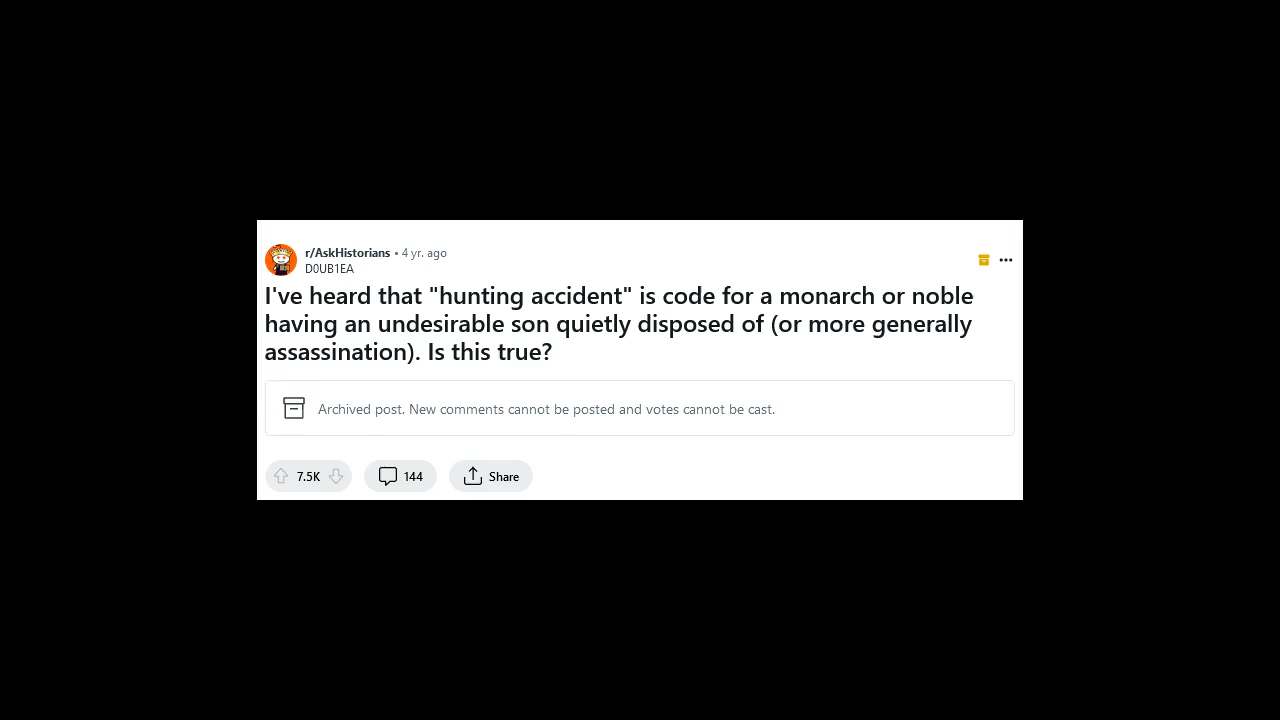 r/AskHistorians • 4 yr. ago
D0UB1EA
I've heard that "hunting accident" is code for a monarch or noble
having an undesirable son quietly disposed of (or more generally
assassination). Is this true?
Archived post. New comments cannot be posted and votes cannot be cast.
7.5K 144 Share